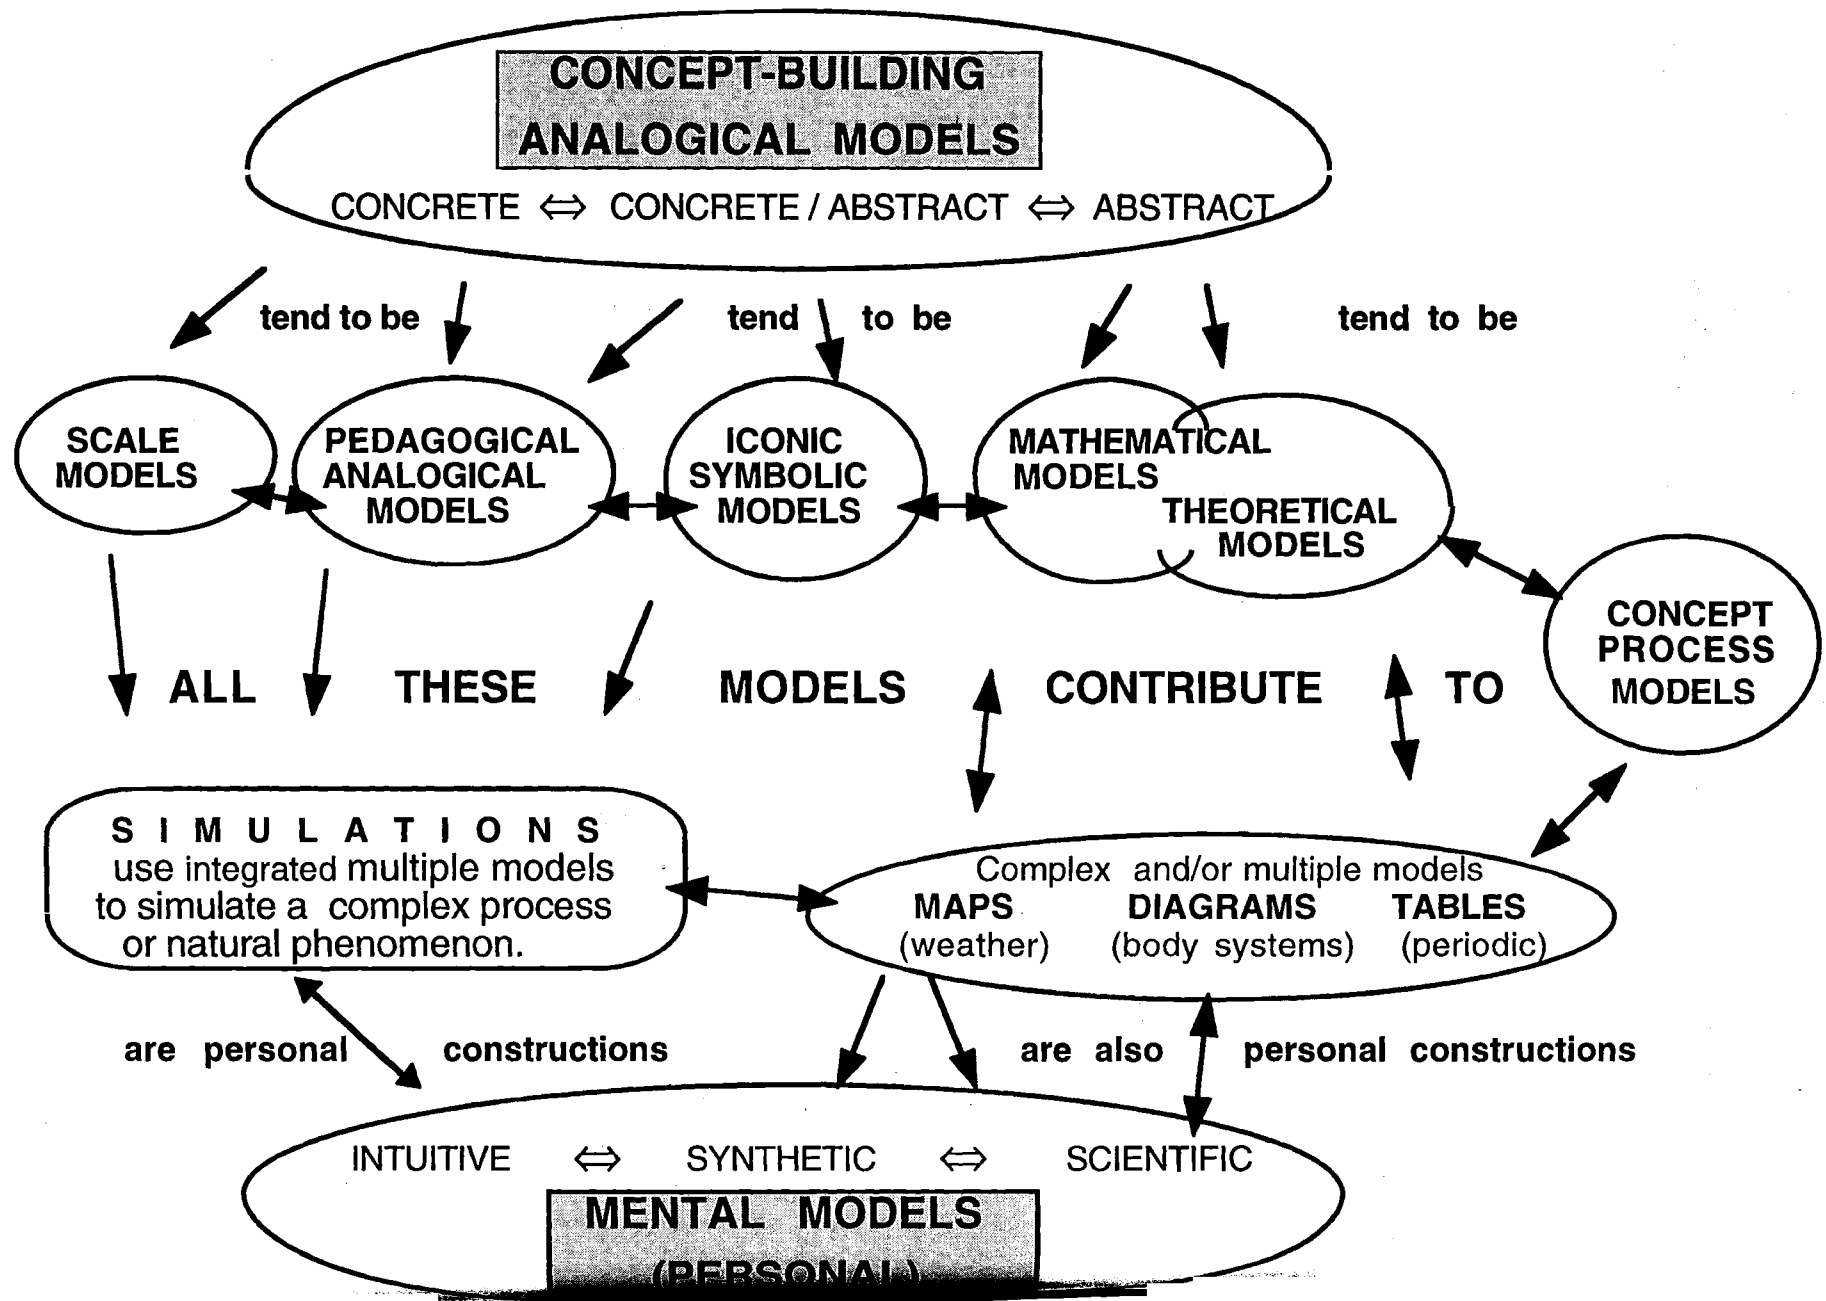 CONCEPT-BUILDING
ANALOGICAL MODELS
CONCRETE ⇔ CONCRETE / ABSTRACT ⇔ ABSTRACT
tend to be
tend to be
tend to be
SCALE
MODELS
PEDAGOGICAL
ANALOGICAL
MODELS
ICONIC
SYMBOLIC
MODELS
MATHEMATICAL
MODELS
THEORETICAL
MODELS
CONCEPT
PROCESS
MODELS
ALL THESE MODELS CONTRIBUTE TO
S I M U L A T I O N S
use integrated multiple models
to simulate a complex process
or natural phenomenon.
Complex and/or multiple models
MAPS DIAGRAMS TABLES
(weather) (body systems) (periodic)
are personal constructions
are also personal constructions
INTUITIVE ⇔ SYNTHETIC ⇔ SCIENTIFIC
MENTAL MODELS
(PERSONAL)